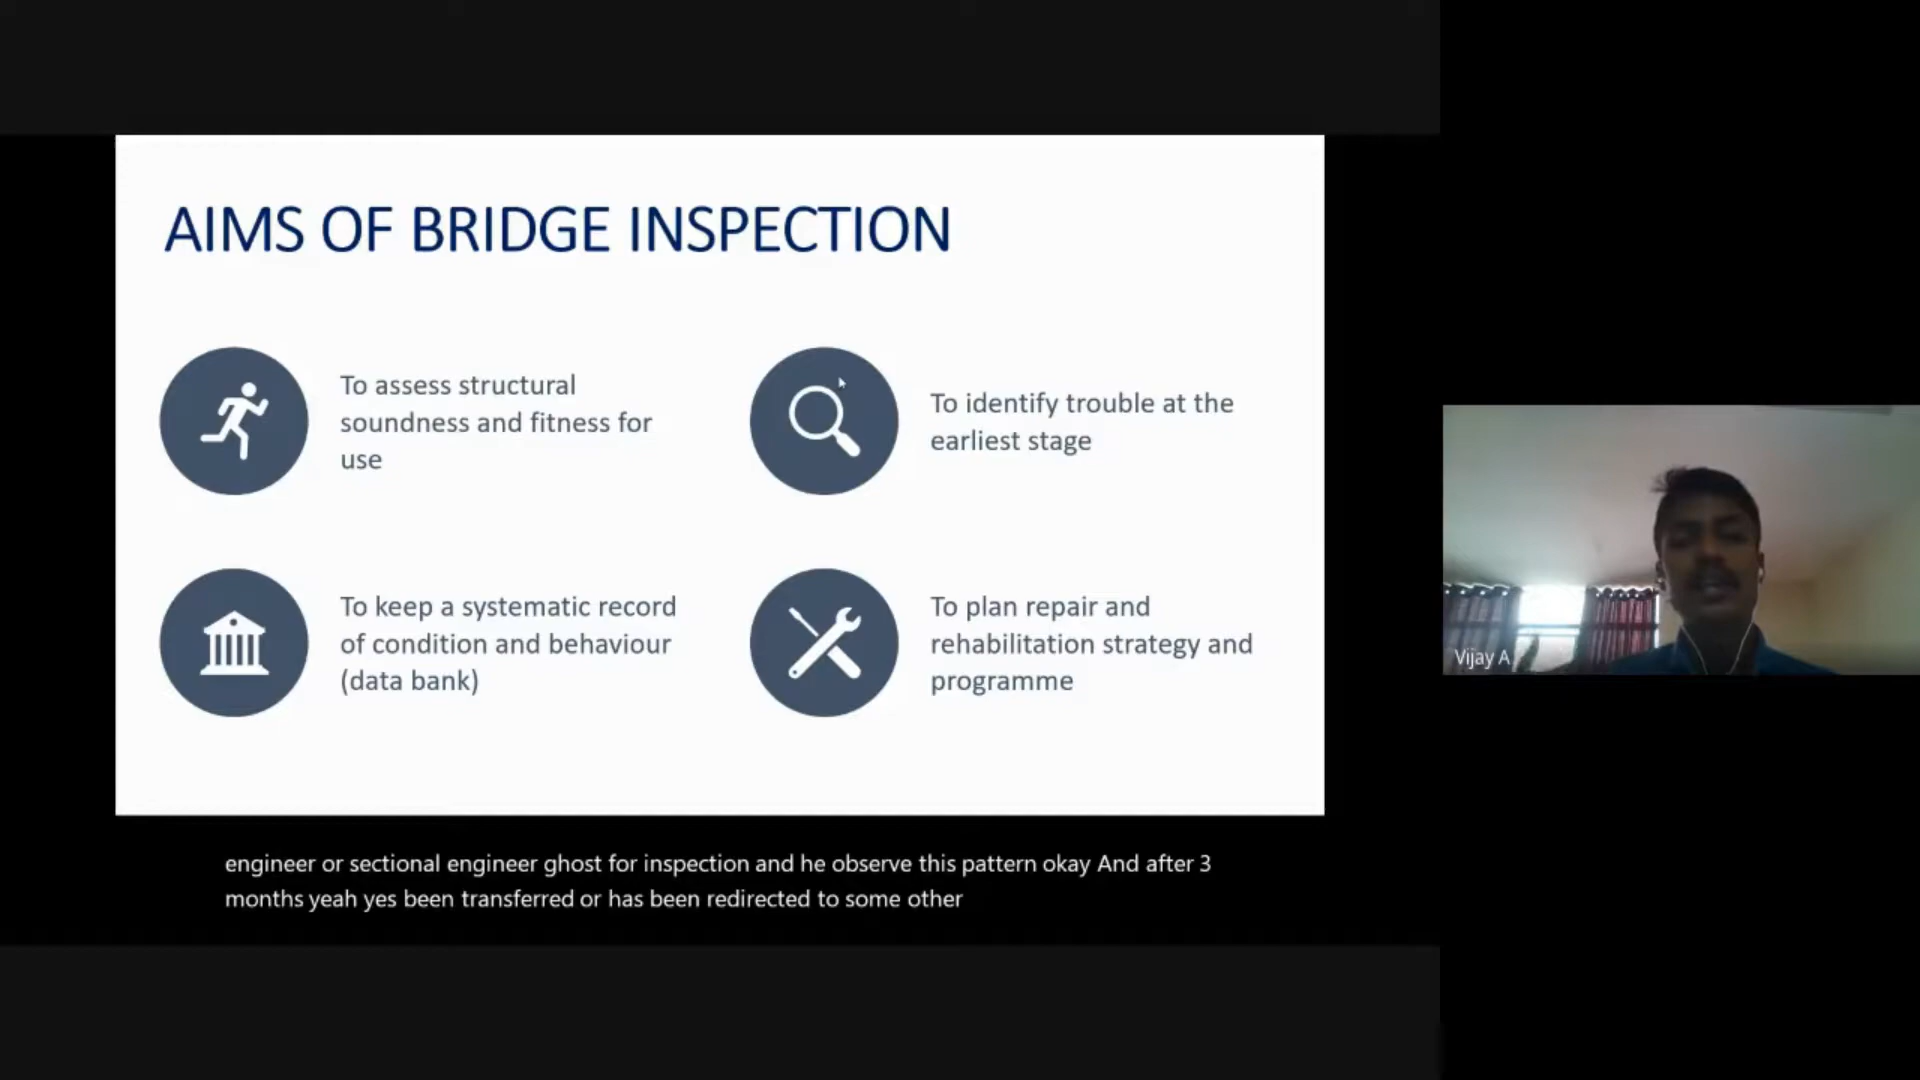 AIMS OF BRIDGE INSPECTION
To assess structural
soundness and fitness for
use
To identify trouble at the
earliest stage
To keep a systematic record
of condition and behaviour
(data bank)
To plan repair and
rehabilitation strategy and
programme
Vijay A
engineer or sectional engineer ghost for inspection and he observe this pattern okay And after 3
months yeah yes been transferred or has been redirected to some other